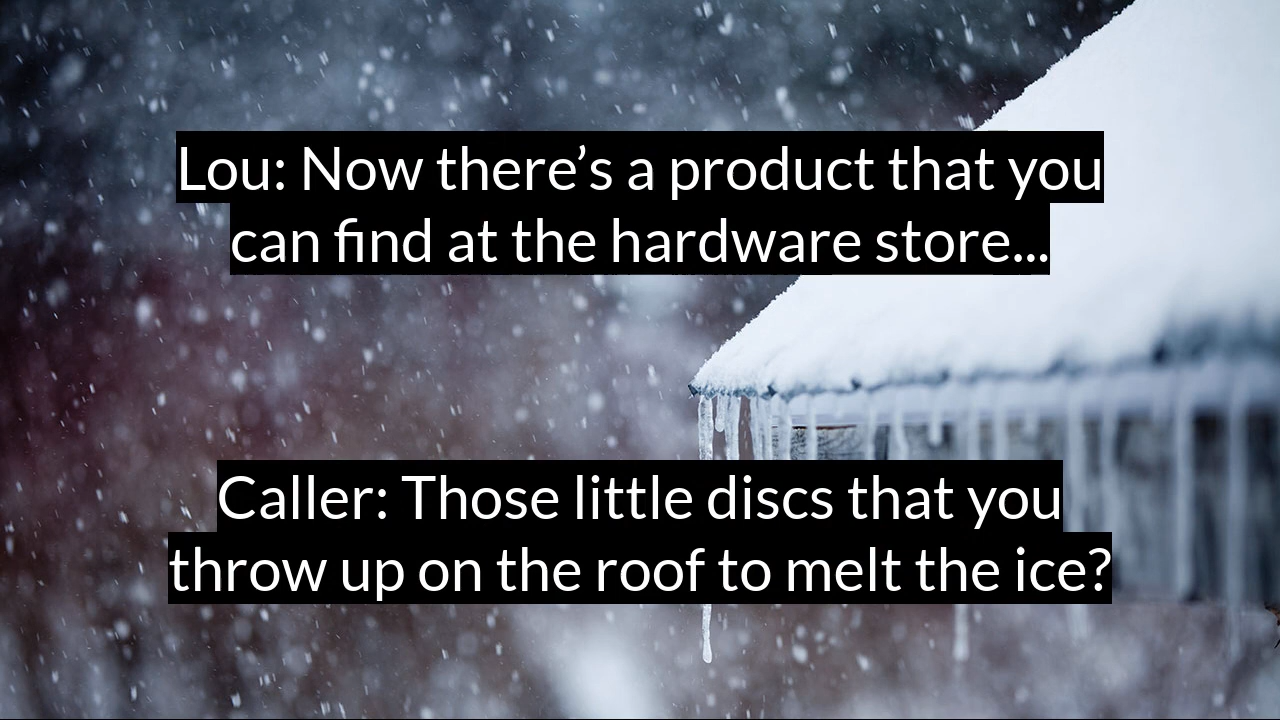 Lou: Now there’s a product that you
can find at the hardware store...
Caller: Those little discs that you
throw up on the roof to melt the ice?